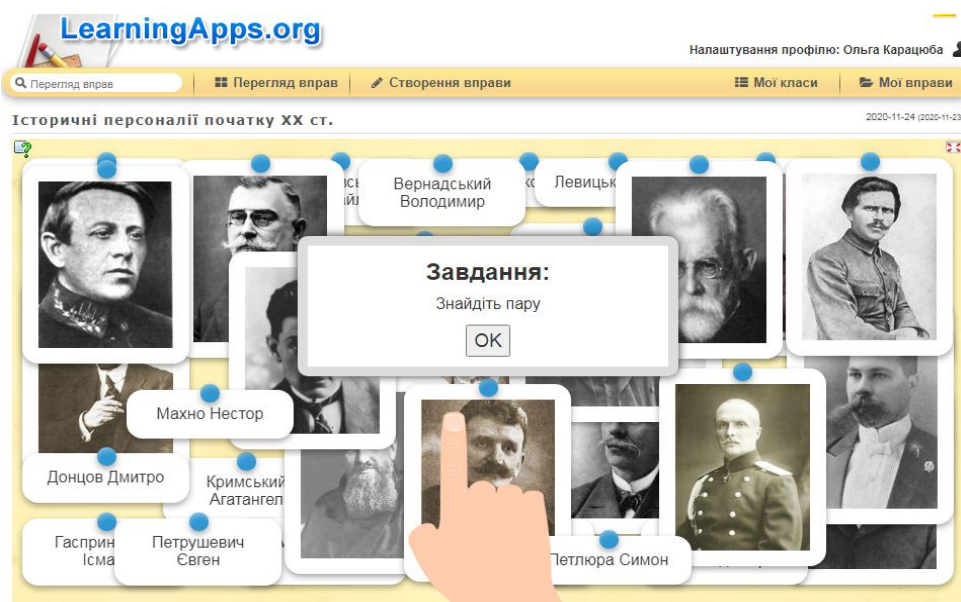 LearningApps.org
Налаштування профілю: Ольга Карацюба
Перегляд вправ
Перегляд вправ
Створення вправи
Мої класи
Мої вправи
Історичні персоналії початку XX ст.
2020-11-24 (2020-11-23
Вернадський
Володимир
Завдання:
Знайдіть пару
OK
Махно Нестор
Донцов Дмитро
Кримський
Агатангел
Петрушевич
Євген
Петлюра Симон